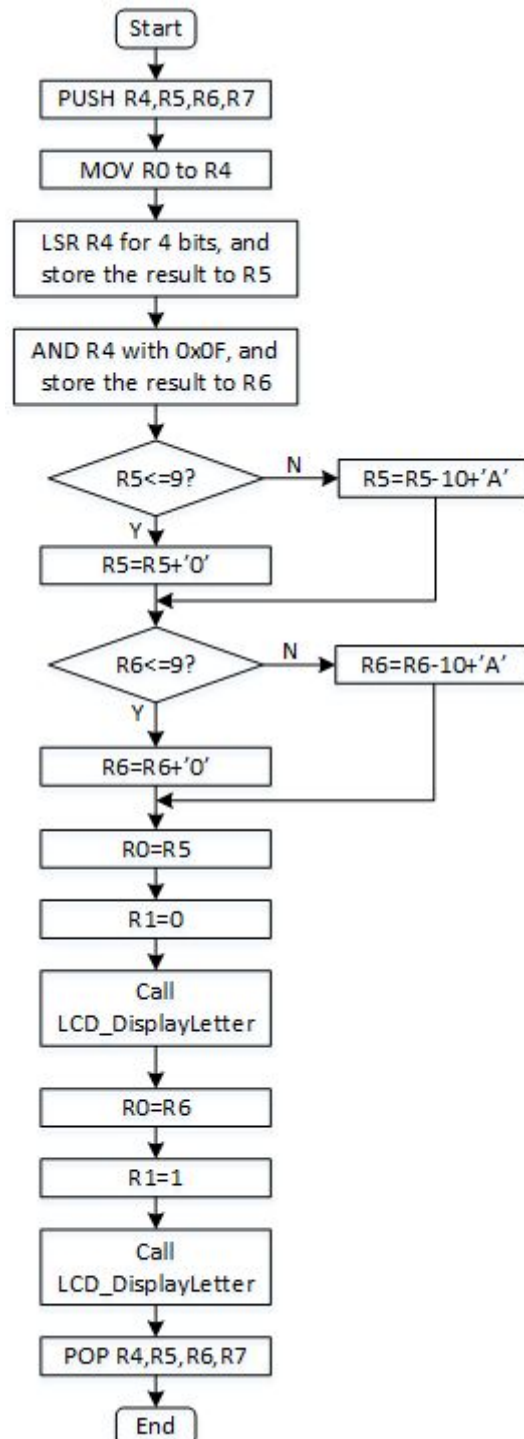 Start
PUSH R4,R5,R6,R7
MOV R0 to R4
LSR R4 for 4 bits, and
store the result to R5
AND R4 with 0x0F, and
store the result to R6
R5<=9?
N
R5=R5-10+'A'
Y
R5=R5+'0'
R6<=9?
N
R6=R6-10+'A'
Y
R6=R6+'0'
R0=R5
R1=0
Call
LCD_DisplayLetter
R0=R6
R1=1
Call
LCD_DisplayLetter
POP R4,R5,R6,R7
End